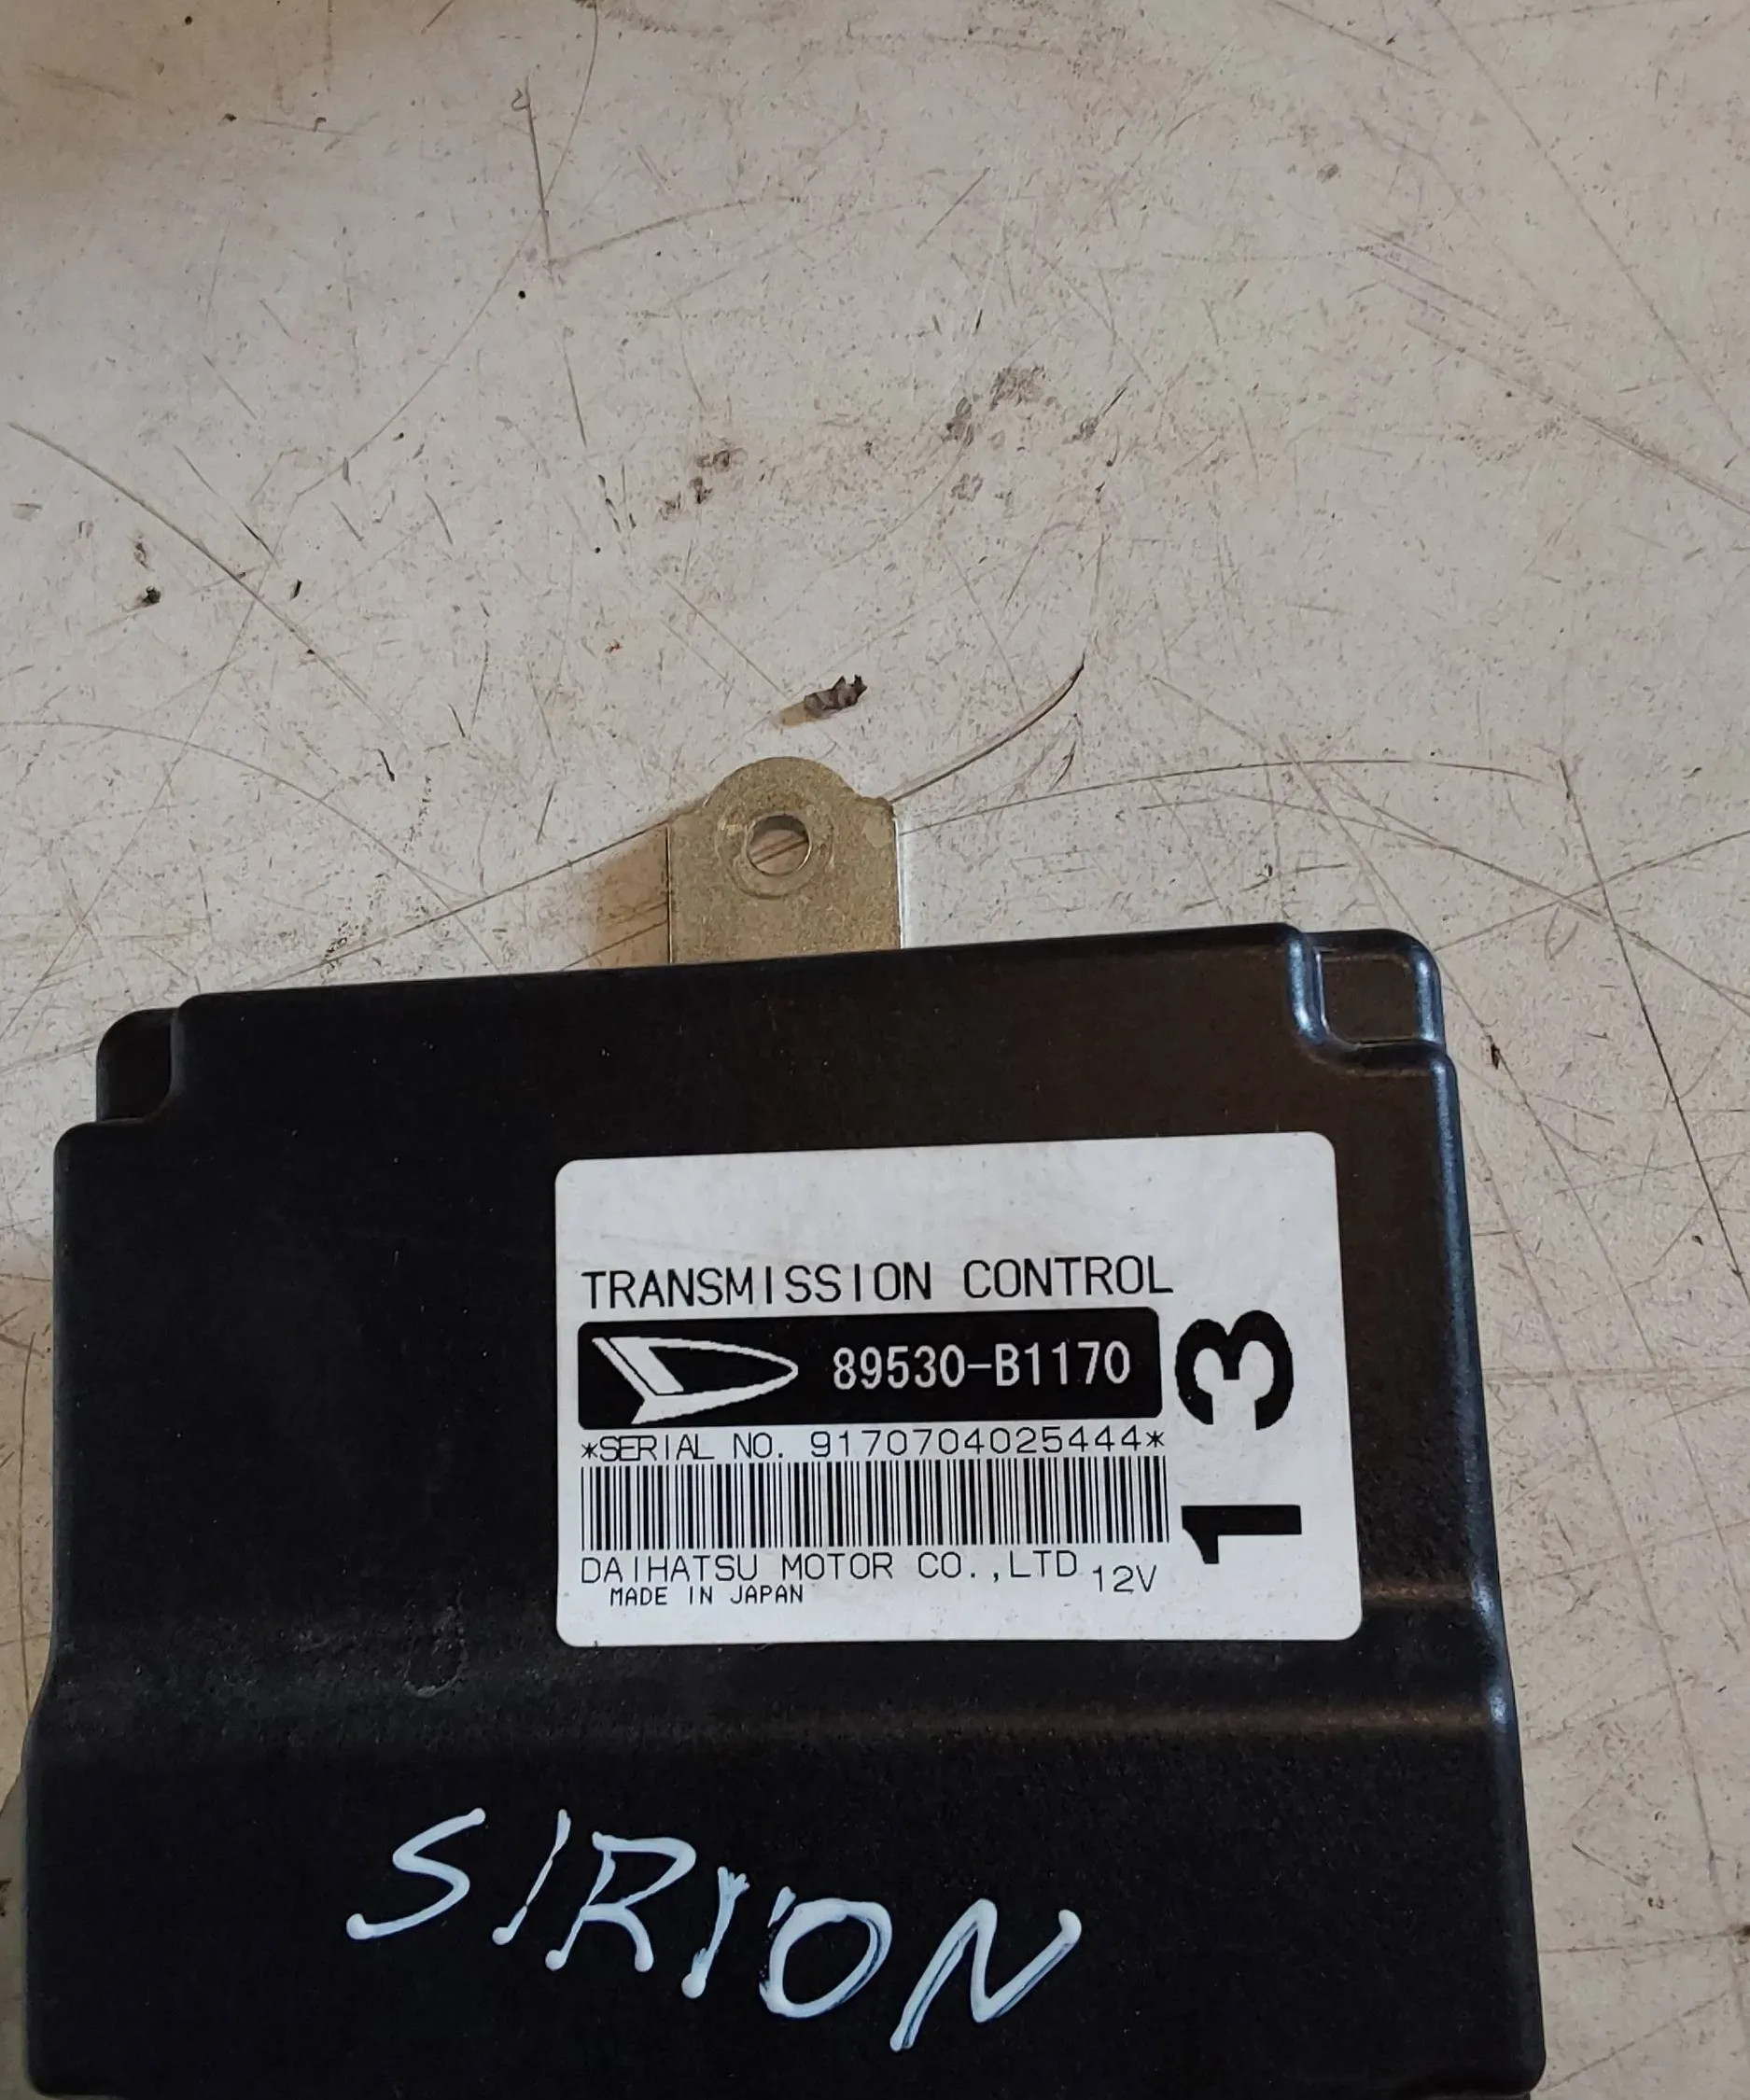 TRANSMISSION CONTROL
89530-B1170
*SERIAL NO. 9170704025444*
DAIHATSU MOTOR CO.,LTD 12V
MADE IN JAPAN
13
SIRION